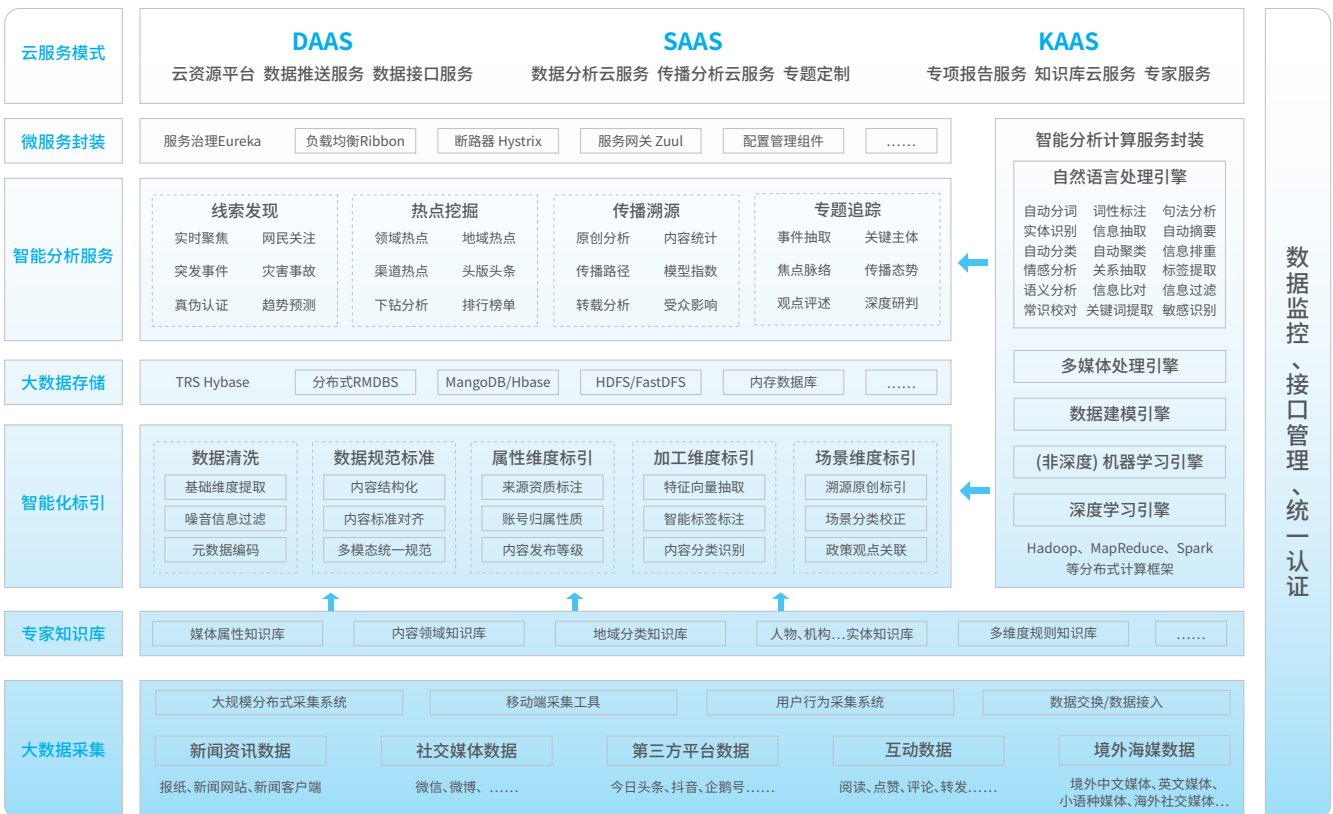 云服务模式
DAAS
云资源平台 数据推送服务 数据接口服务
SAAS
数据分析云服务 传播分析云服务 专题定制
KAAS
专项报告服务 知识库云服务 专家服务
微服务封装
服务治理Eureka
负载均衡Ribbon
断路器 Hystrix
服务网关 Zuul
配置管理组件
……
智能分析服务
线索发现
实时聚焦 网民关注
突发事件 灾害事故
真伪认证 趋势预测
热点挖掘
领域热点 地域热点
渠道热点 头版头条
下钻分析 排行榜单
传播溯源
原创分析 内容统计
传播路径 模型指数
转载分析 受众影响
专题追踪
事件抽取 关键主体
焦点脉络 传播态势
观点评述 深度研判
大数据存储
TRS Hybase
分布式RMDBS
MangoDB/Hbase
HDFS/FastDFS
内存数据库
……
智能化标引
数据清洗
基础维度提取
噪音信息过滤
元数据编码
数据规范标准
内容结构化
内容标准对齐
多模态统一规范
属性维度标引
来源资质标注
账号归属性质
内容发布等级
加工维度标引
特征向量抽取
智能标签标注
内容分类识别
场景维度标引
溯源原创标引
场景分类校正
政策观点关联
智能分析计算服务封装
自然语言处理引擎
自动分词 词性标注 句法分析
实体识别 信息抽取 自动摘要
自动分类 自动聚类 信息排重
情感分析 关系抽取 标签提取
语义分析 信息比对 信息过滤
常识校对 关键词提取 敏感识别
多媒体处理引擎
数据建模引擎
(非深度) 机器学习引擎
深度学习引擎
Hadoop、MapReduce、Spark
等分布式计算框架
专家知识库
媒体属性知识库
内容领域知识库
地域分类知识库
人物、机构…实体知识库
多维度规则知识库
……
大数据采集
大规模分布式采集系统
移动端采集工具
用户行为采集系统
数据交换/数据接入
新闻资讯数据
报纸、新闻网站、新闻客户端
社交媒体数据
微信、微博、……
第三方平台数据
今日头条、抖音、企鹅号……
互动数据
阅读、点赞、评论、转发……
境外海媒数据
境外中文媒体、英文媒体、
小语种媒体、海外社交媒体…
数据监控、接口管理、统一认证